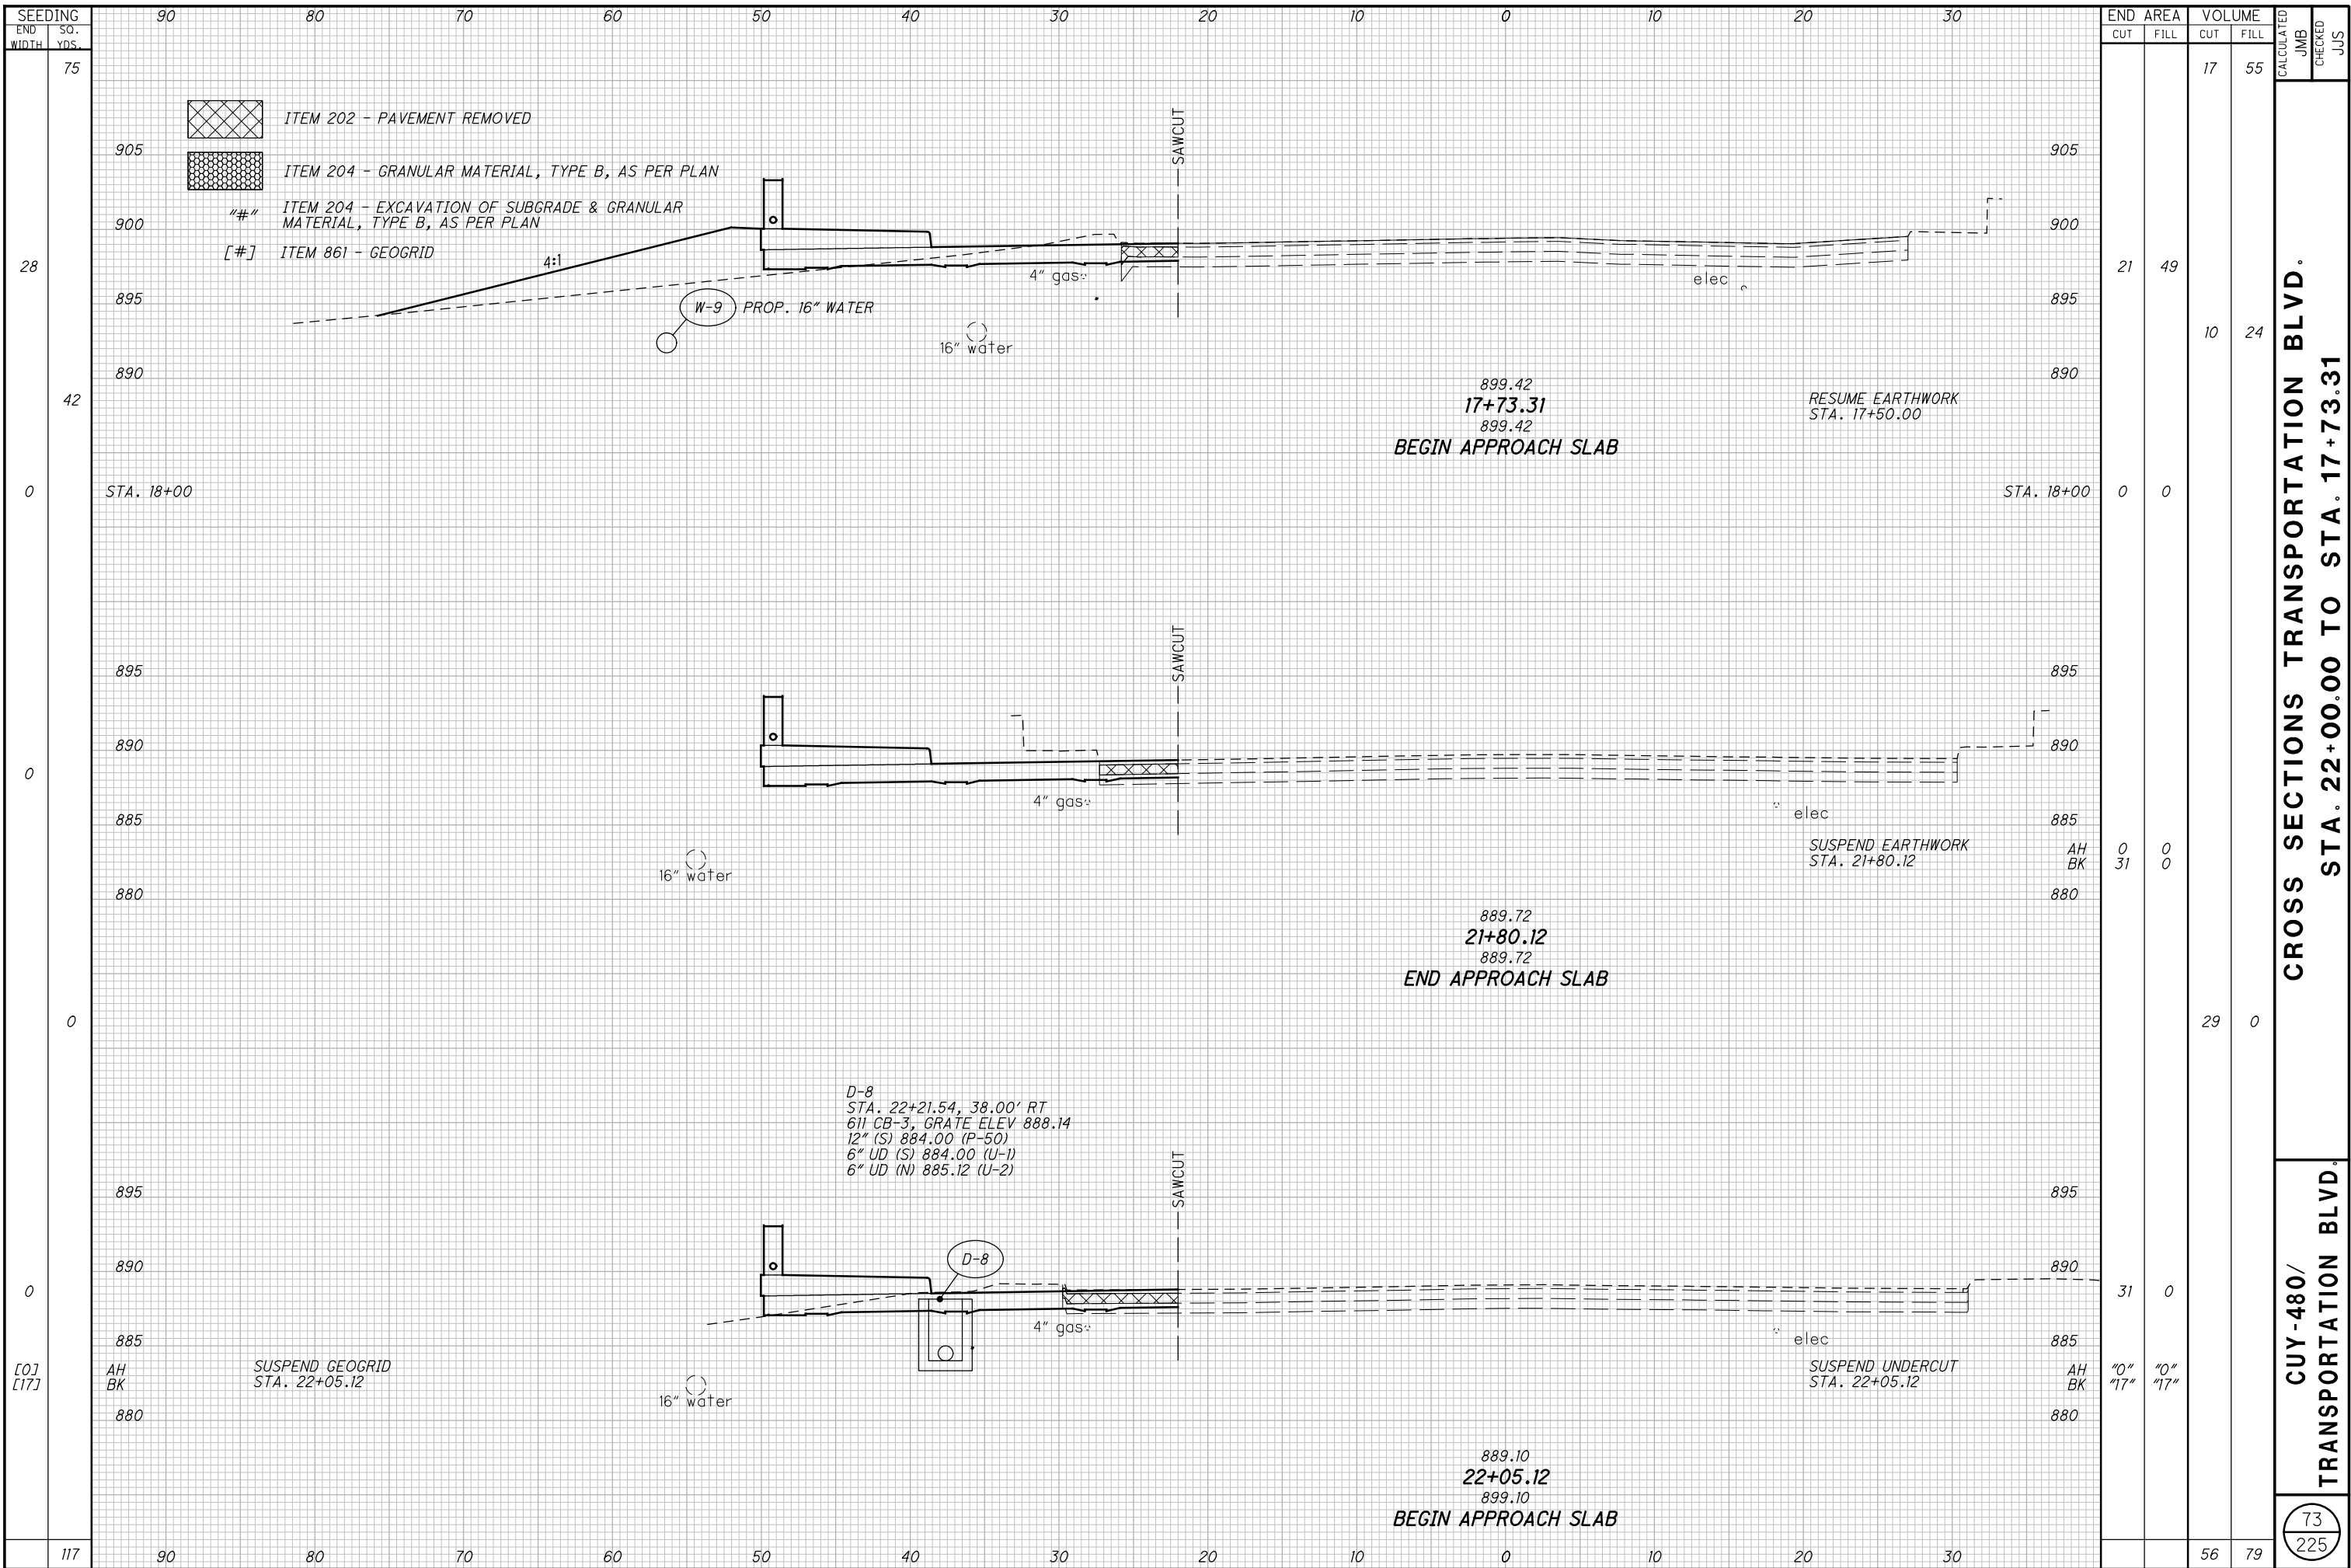 SEEDING
END WIDTH
SQ. YDS.
90 80 70 60 50 40 30 20 10 0 10 20 30
END AREA
VOLUME
CUT FILL CUT FILL
CALCULATED
JMB
CHECKED
JJS
75
17 55
ITEM 202 - PAVEMENT REMOVED
ITEM 204 - GRANULAR MATERIAL, TYPE B, AS PER PLAN
"#" ITEM 204 - EXCAVATION OF SUBGRADE & GRANULAR
MATERIAL, TYPE B, AS PER PLAN
[#] ITEM 861 - GEOGRID
SAWCUT
905 905
900 900
895 895
890 890
28
4:1
4" gas
elec
21 49
W-9 PROP. 16" WATER
16" water
10 24
42
899.42
17+73.31
899.42
BEGIN APPROACH SLAB
RESUME EARTHWORK
STA. 17+50.00
0 STA. 18+00
STA. 18+00 0 0
SAWCUT
895 895
890 890
885 885
880 880
0
4" gas
elec
16" water
SUSPEND EARTHWORK
STA. 21+80.12
AH 0 0
BK 31 0
889.72
21+80.12
889.72
END APPROACH SLAB
0
29 0
D-8
STA. 22+21.54, 38.00' RT
611 CB-3, GRATE ELEV 888.14
12" (S) 884.00 (P-50)
6" UD (S) 884.00 (U-1)
6" UD (N) 885.12 (U-2)
SAWCUT
895 895
890 890
885 885
880 880
D-8
0
31 0
4" gas
elec
[0] AH
[17] BK
SUSPEND GEOGRID
STA. 22+05.12
16" water
SUSPEND UNDERCUT
STA. 22+05.12
AH "0" "0"
BK "17" "17"
889.10
22+05.12
899.10
BEGIN APPROACH SLAB
117
90 80 70 60 50 40 30 20 10 0 10 20 30
56 79
CROSS SECTIONS TRANSPORTATION BLVD.
STA. 22+00.00 TO STA. 17+73.31
CUY-480/
TRANSPORTATION BLVD.
73
225